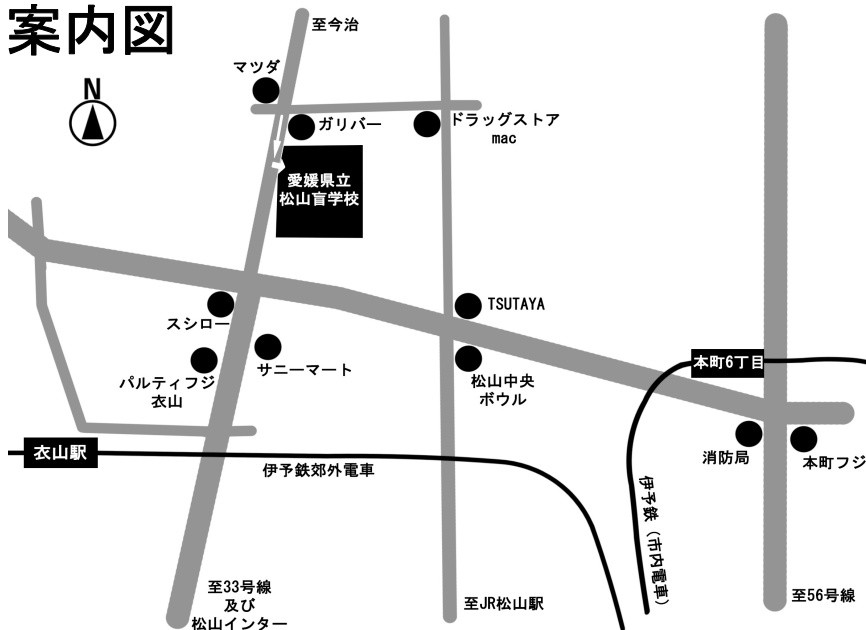 案内図
至今治
マツダ
N
ガリバー
ドラッグストア
mac
愛媛県立
松山盲学校
TSUTAYA
スシロー
サニーマート
パルティフジ
衣山
松山中央
ボウル
本町6丁目
衣山駅
伊予鉄郊外電車
消防局
本町フジ
伊予鉄（市内電車）
至33号線
及び
松山インター
至JR松山駅
至56号線